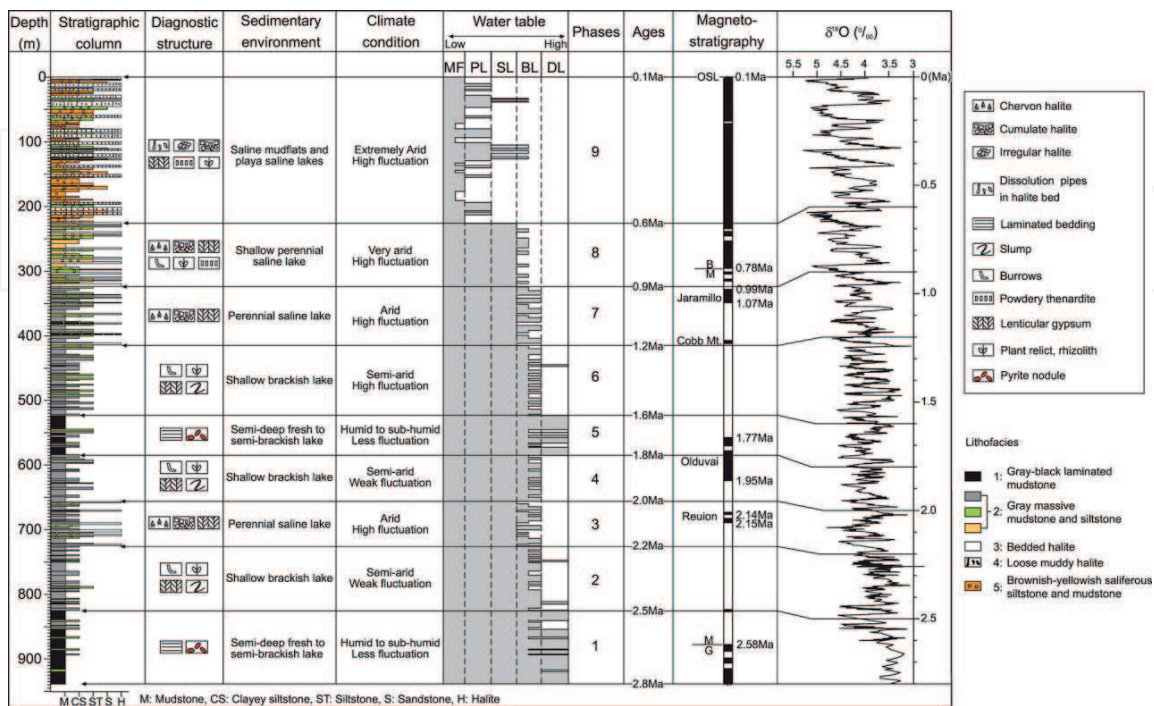 Depth (m)
Stratigraphic column
Diagnostic structure
Sedimentary environment
Climate condition
Water table
Low High
MF PL SL BL DL
Phases
Ages
Magneto-stratigraphy
δ¹⁸O (⁰/₀₀)
5.5 4.5 3.5 3
0
100
200
300
400
500
600
700
800
900
Saline mudflats and playa saline lakes
Extremely Arid
High fluctuation
9
Shallow perennial saline lake
Very arid
High fluctuation
8
Perennial saline lake
Arid
High fluctuation
7
Shallow brackish lake
Semi-arid
High fluctuation
6
Semi-deep fresh to semi-brackish lake
Humid to sub-humid
Less fluctuation
5
Shallow brackish lake
Semi-arid
Weak fluctuation
4
Perennial saline lake
Arid
High fluctuation
3
Shallow brackish lake
Semi-arid
Weak fluctuation
2
Semi-deep fresh to semi-brackish lake
Humid to sub-humid
Less fluctuation
1
0.1Ma
0.6Ma
0.9Ma
1.2Ma
1.6Ma
1.8Ma
2.0Ma
2.2Ma
2.5Ma
2.8Ma
OSL 0.1Ma
B
M
0.78Ma
0.99Ma
Jaramillo
1.07Ma
Cobb Mt.
1.77Ma
Olduvai
1.95Ma
Reuion
2.14Ma
2.15Ma
M
G
2.58Ma
0 (Ma)
0.5
1.0
1.5
2.0
2.5
M CS ST S H
M: Mudstone, CS: Clayey siltstone, ST: Siltstone, S: Sandstone, H: Halite
Chervon halite
Cumulate halite
Irregular halite
Dissolution pipes
in halite bed
Laminated bedding
Slump
Burrows
Powdery thenardite
Lenticular gypsum
Plant relict, rhizolith
Pyrite nodule
Lithofacies
1: Gray-black laminated
mudstone
2: Gray massive
mudstone and siltstone
3: Bedded halite
4: Loose muddy halite
5: Brownish-yellowish saliferous
siltstone and mudstone